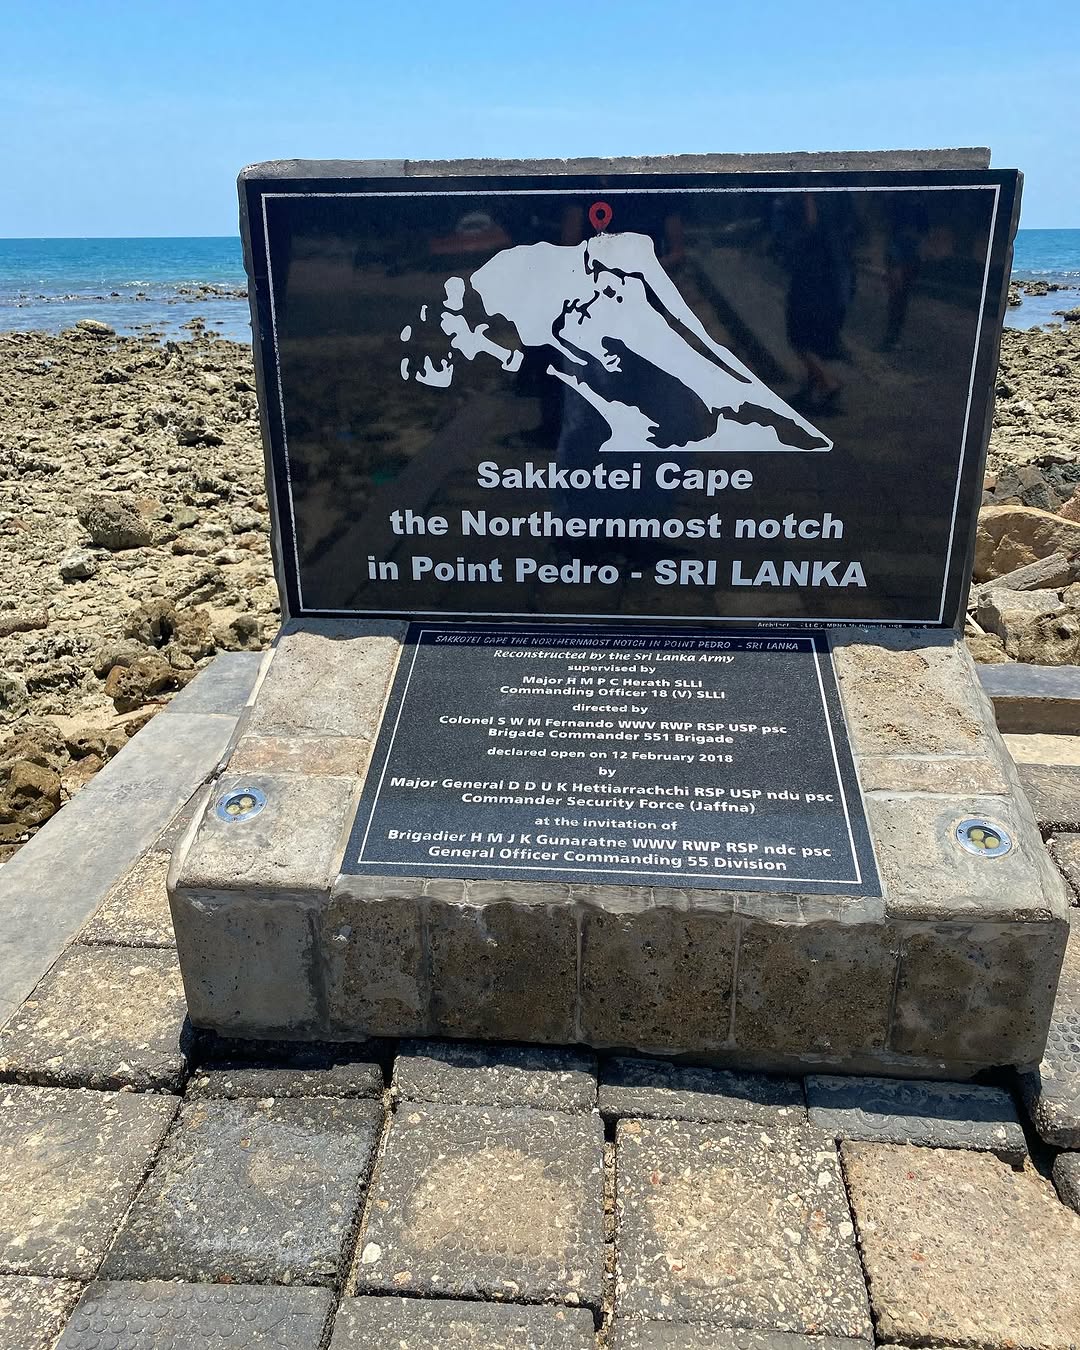 Sakkotei Cape
the Northernmost notch
in Point Pedro - SRI LANKA
SAKKOTEI CAPE THE NORTHERNMOST NOTCH IN POINT PEDRO - SRI LANKA
Reconstructed by the Sri Lanka Army
supervised by
Major H M P C Herath SLLI
Commanding Officer 18 (V) SLLI
directed by
Colonel S W M Fernando WWV RWP RSP USP psc
Brigade Commander 551 Brigade
declared open on 12 February 2018
by
Major General D D U K Hettiarrachchi RSP USP ndu psc
Commander Security Force (Jaffna)
at the invitation of
Brigadier H M J K Gunaratne WWV RWP RSP ndc psc
General Officer Commanding 55 Division